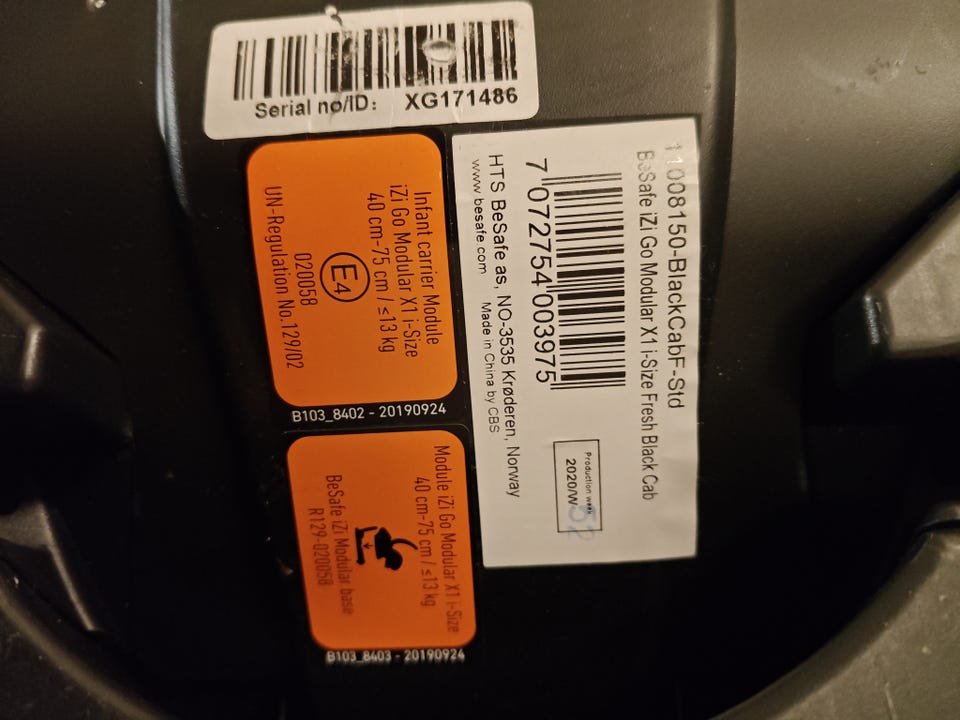 Serial no/ID: XG171486
11008150-BlackCabF-Std
BeSafe iZi Go Modular X1 i-Size Fresh Black Cab
7 072754 003975
Production week
2020/W52
HTS BeSafe as, NO-3535 Krøderen, Norway
www.besafe.com Made in China by CBS
Infant carrier Module
iZi Go Modular X1 i-Size
40 cm-75 cm / ≤13 kg
E4
020058
UN-Regulation No.129/02
B103_8402 - 20190924
Module iZi Go Modular X1 i-Size
40 cm-75 cm / ≤13 kg
BeSafe iZi Modular base
R129-020058
B103_8403 - 20190924